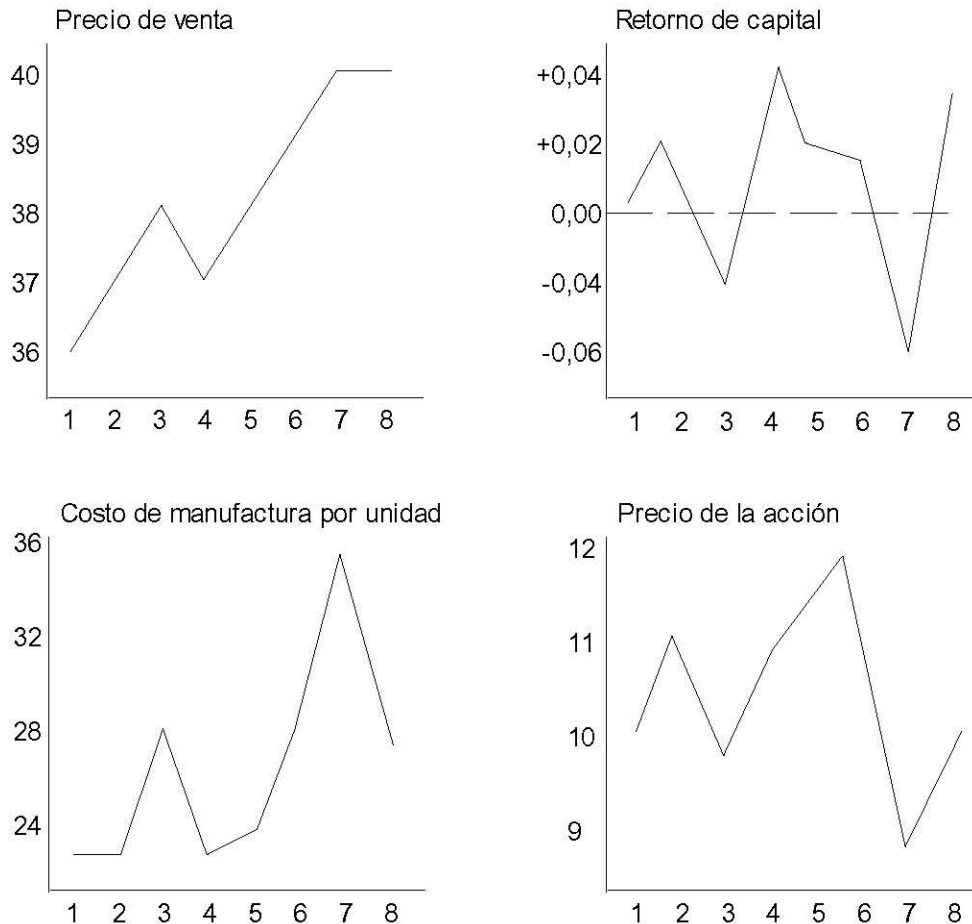 Precio de venta
40
39
38
37
36
1 2 3 4 5 6 7 8
Retorno de capital
+0,04
+0,02
0,00
-0,04
-0,06
1 2 3 4 5 6 7 8
Costo de manufactura por unidad
36
32
28
24
1 2 3 4 5 6 7 8
Precio de la acción
12
11
10
9
1 2 3 4 5 6 7 8